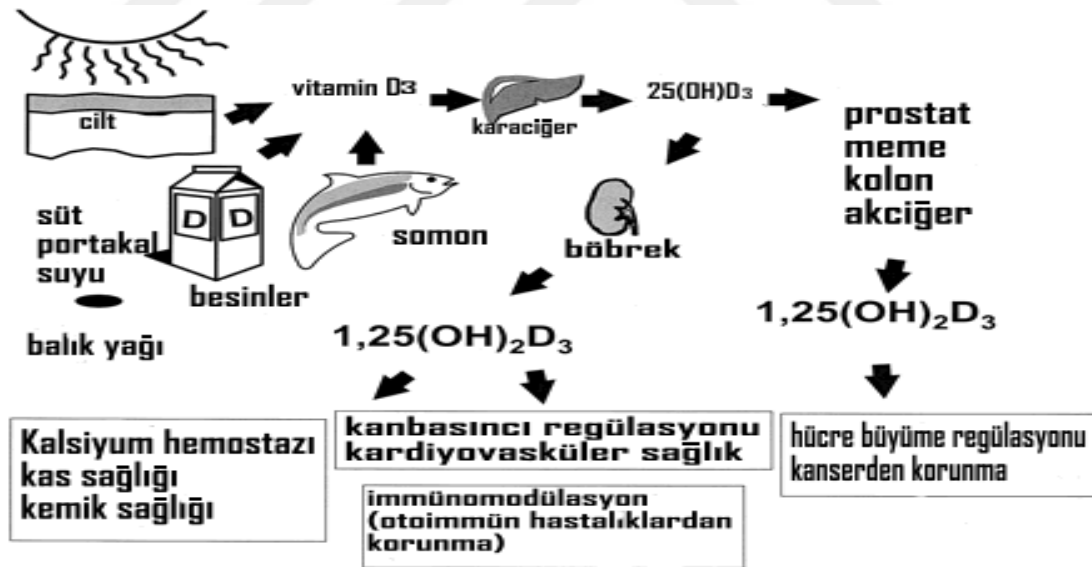 cilt
vitamin D3
karaciğer
25(OH)D3
prostat
meme
kolon
akciğer
süt
portakal
suyu
balık yağı
D D
besinler
somon
böbrek
1,25(OH)2D3
1,25(OH)2D3
Kalsiyum hemostazı
kas sağlığı
kemik sağlığı
kanbasıncı regülasyonu
kardiyovasküler sağlık
immünomodülasyon
(otoimmün hastalıklardan
korunma)
hücre büyüme regülasyonu
kanserden korunma